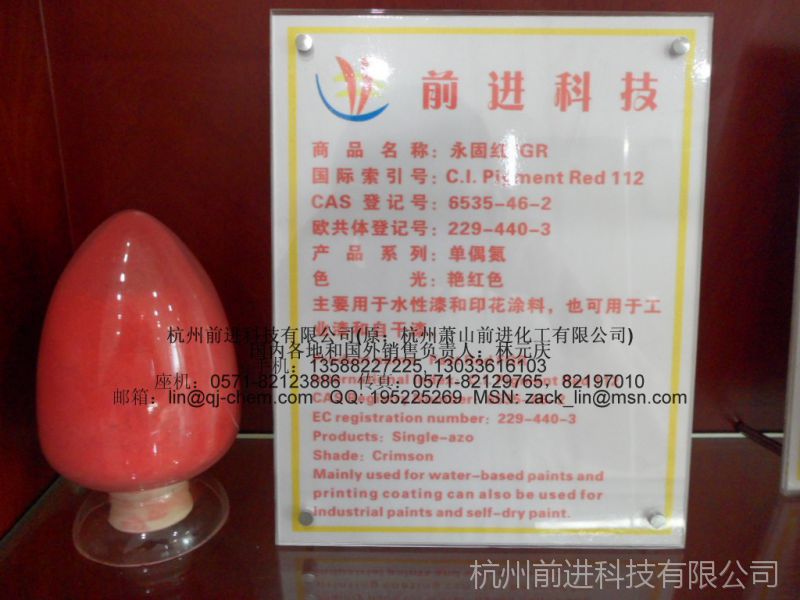 前进科技
商品名称：永固红FGR
国际索引号：C.I. Pigment Red 112
CAS 登记号：6535-46-2
欧共体登记号：229-440-3
产品系列：单偶氮
色光：艳红色
主要用于水性漆和印花涂料，也可用于工
杭州前进科技有限公司(原：杭州萧山前进化工有限公司)
国内各地和国外销售负责人：林元庆
手机：13588227225, 13033616103
座机：0571-82123886 传真：0571-82129765, 82197010
邮箱：lin@qj-chem.com QQ: 195225269 MSN: zack_lin@msn.com
EC registration number: 229-440-3
Products: Single-azo
Shade: Crimson
Mainly used for water-based paints and
printing coating can also be used for
industrial paints and self-dry paint.
杭州前进科技有限公司